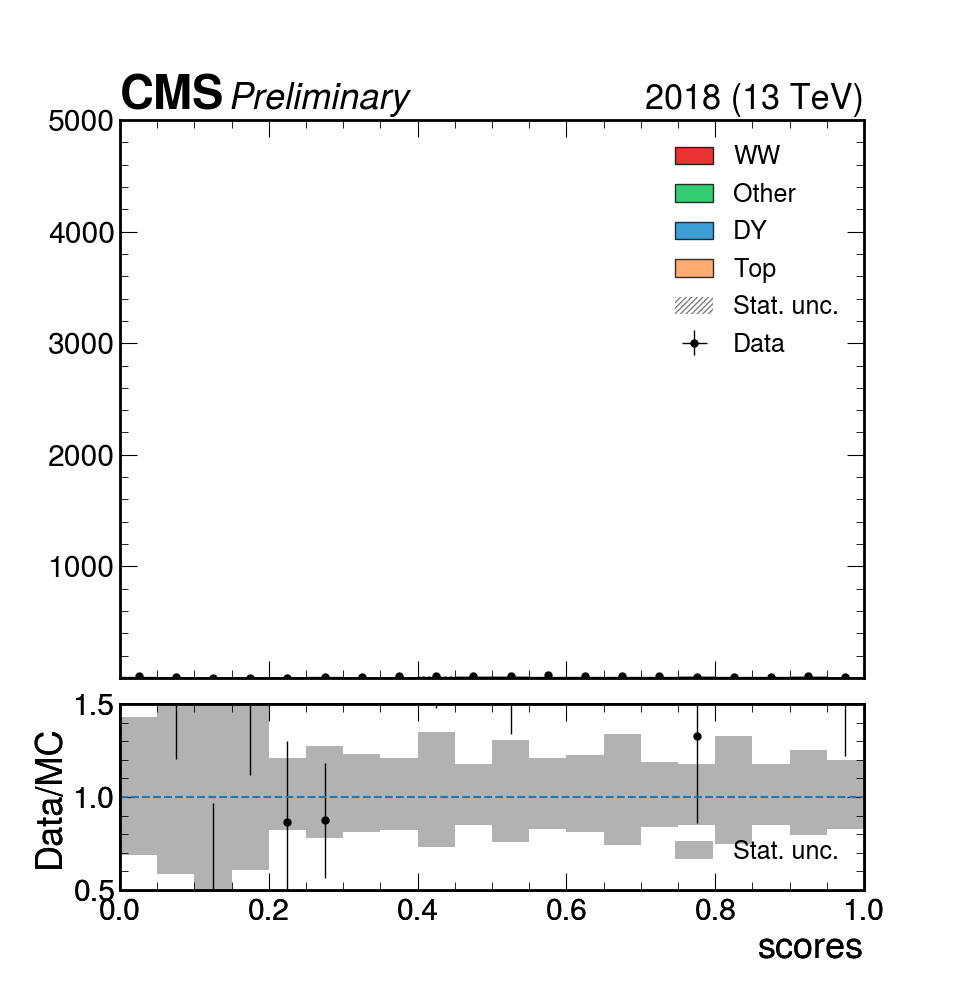 CMS Preliminary 2018 (13 TeV)
5000
4000
3000
2000
1000
WW
Other
DY
Top
Stat. unc.
Data
Data/MC
1.5
1.0
0.5
Stat. unc.
0.0 0.2 0.4 0.6 0.8 1.0
scores